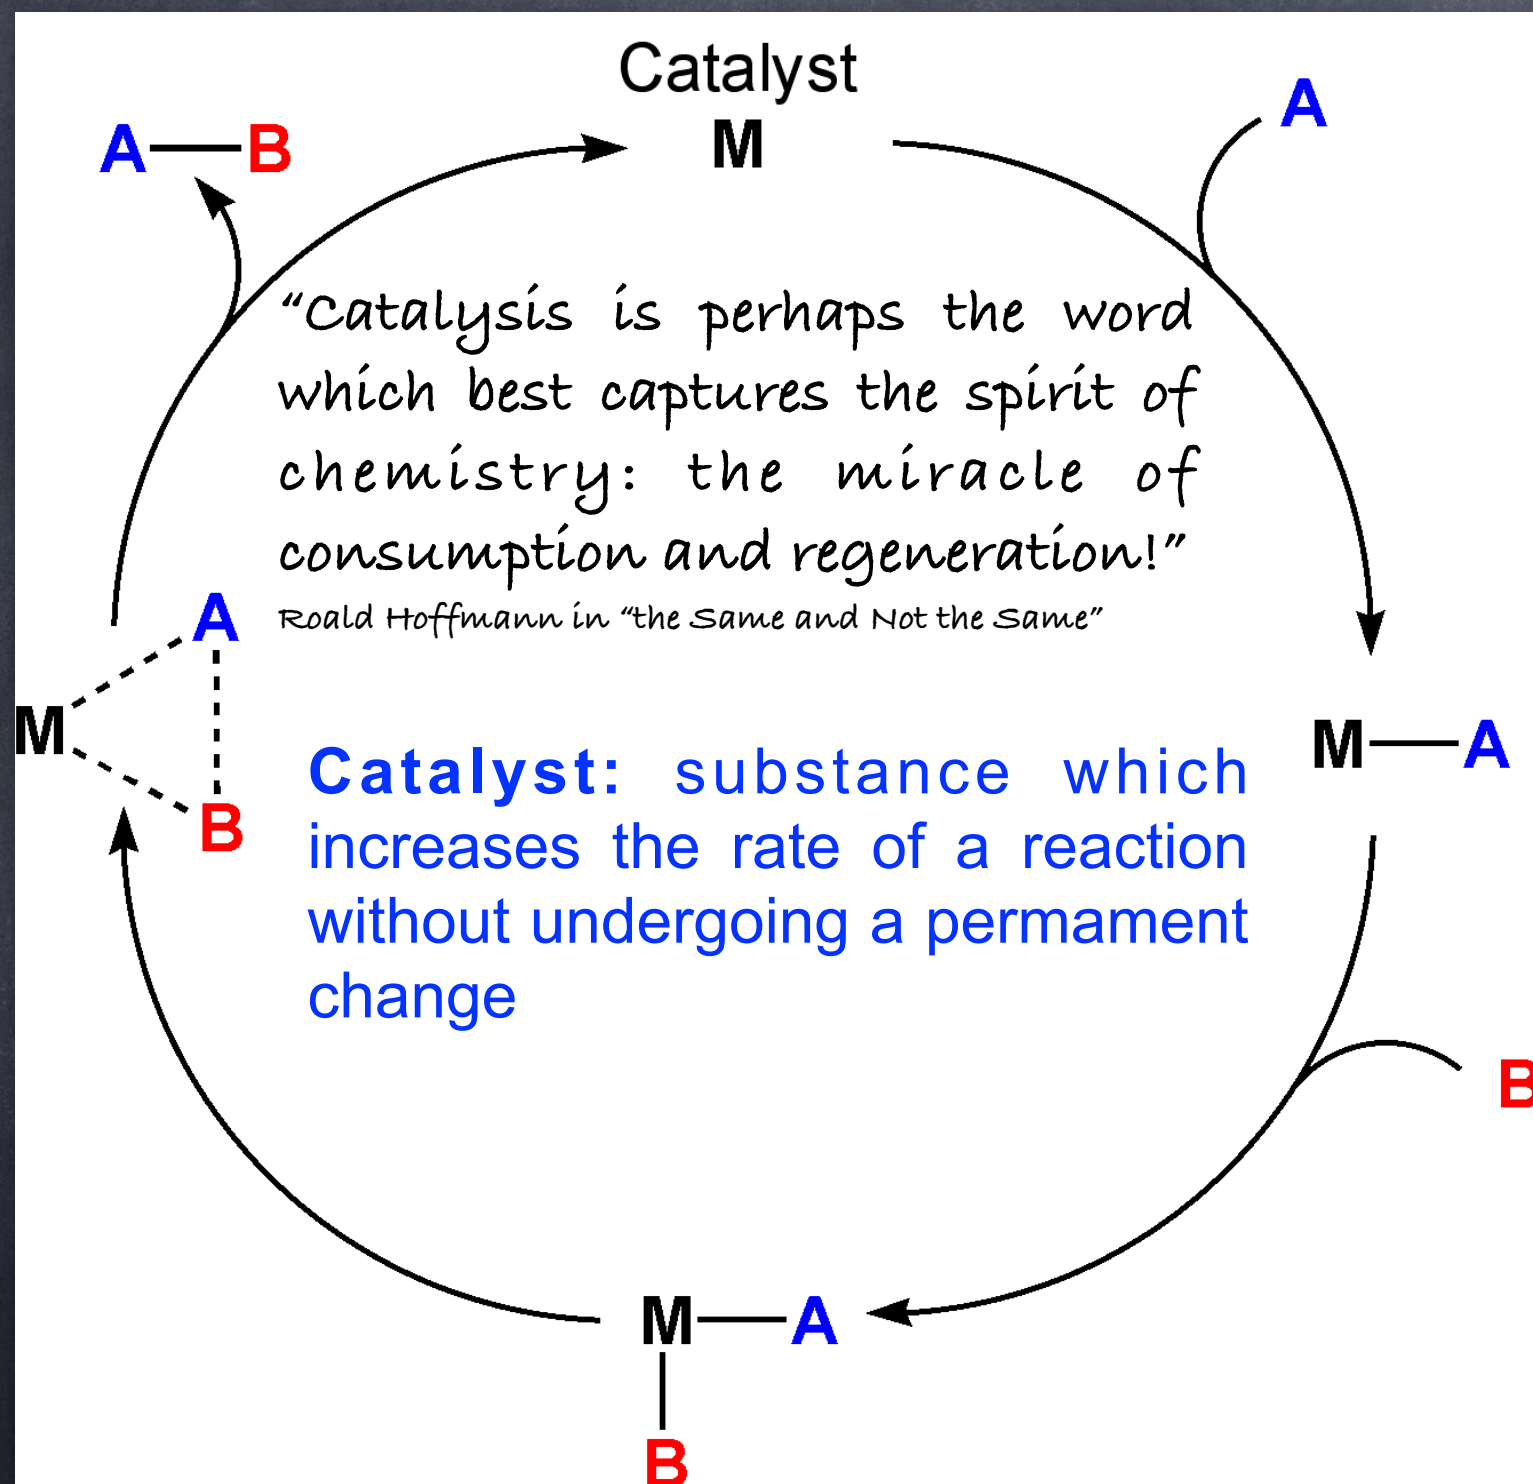 Catalyst
M
A
A—B
“Catalysis is perhaps the word
which best captures the spirit of
chemistry: the miracle of
consumption and regeneration!”
Roald Hoffmann in “the Same and Not the Same”
A
M
B
M—A
Catalyst: substance which
increases the rate of a reaction
without undergoing a permament
change
B
M—A
B